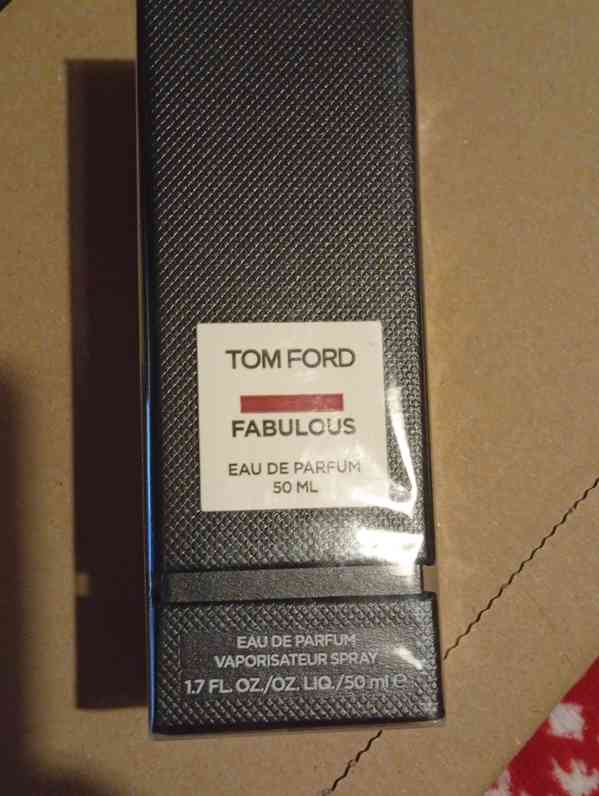 TOM FORD
FABULOUS
EAU DE PARFUM
50 ML
EAU DE PARFUM
VAPORISATEUR SPRAY
1.7 FL. OZ./OZ. LIQ./50 ml ℮